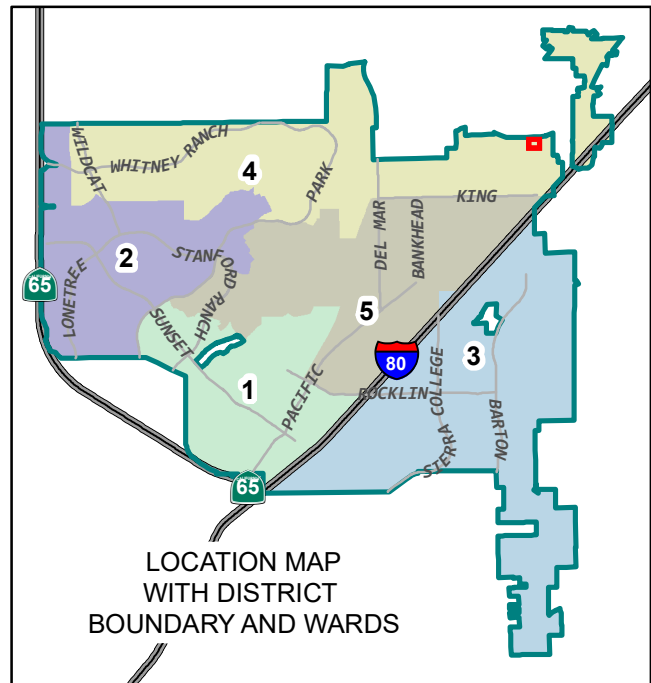 WILDCAT
WHITNEY RANCH
4
PARK
KING
DEL MAR
BANKHEAD
2
STANFORD RANCH
65
LONETREE
SUNSET
5
3
80
1
PACIFIC
ROCKLIN
SIERRA COLLEGE
BARTON
65
LOCATION MAP
WITH DISTRICT
BOUNDARY AND WARDS